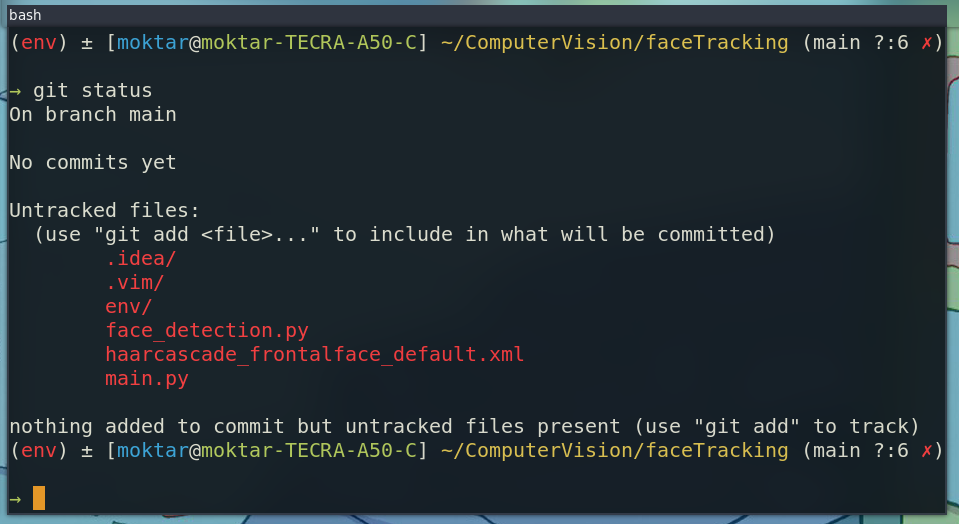 bash
(env) ± [moktar@moktar-TECRA-A50-C] ~/ComputerVision/faceTracking (main ?:6 ✗)
→ git status
On branch main
No commits yet
Untracked files:
  (use "git add <file>..." to include in what will be committed)
        .idea/
        .vim/
        env/
        face_detection.py
        haarcascade_frontalface_default.xml
        main.py
nothing added to commit but untracked files present (use "git add" to track)
(env) ± [moktar@moktar-TECRA-A50-C] ~/ComputerVision/faceTracking (main ?:6 ✗)
→